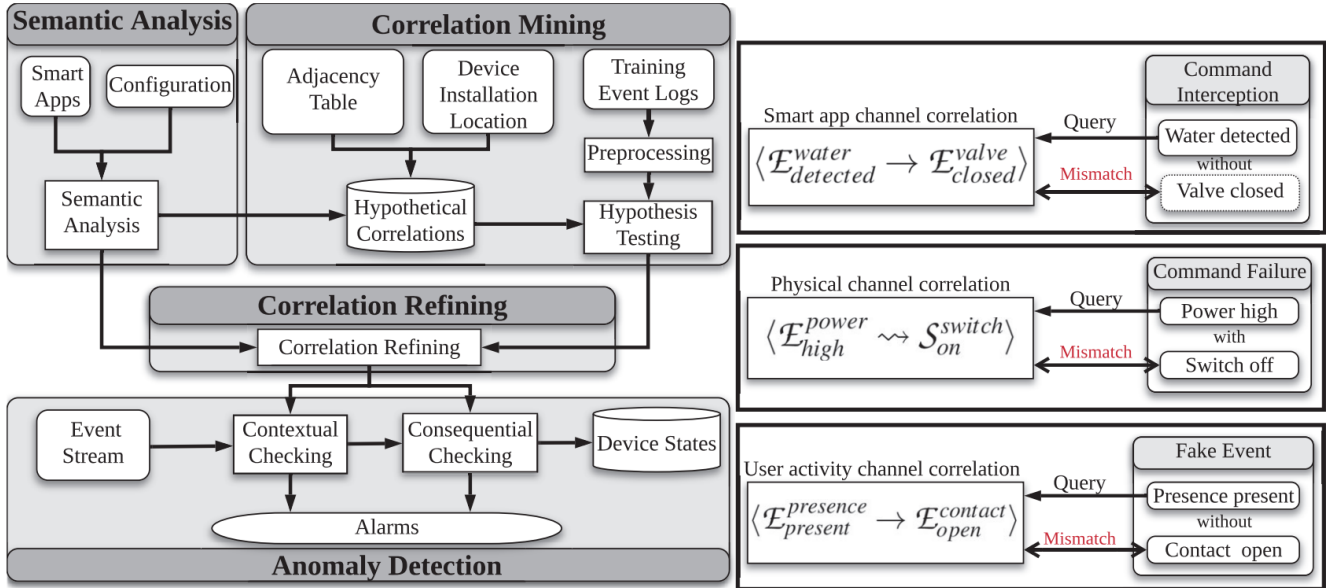 Semantic Analysis
Smart
Apps
Configuration
Semantic
Analysis
Correlation Mining
Adjacency
Table
Device
Installation
Location
Training
Event Logs
Preprocessing
Hypothetical
Correlations
Hypothesis
Testing
Correlation Refining
Correlation Refining
Event
Stream
Contextual
Checking
Consequential
Checking
Device States
Alarms
Anomaly Detection
Smart app channel correlation
⟨ℰ^{water}_{detected} → ℰ^{valve}_{closed}⟩
Query
Mismatch
Command
Interception
Water detected
without
Valve closed
Physical channel correlation
⟨ℰ^{power}_{high} ⇝ 𝒮^{switch}_{on}⟩
Query
Mismatch
Command Failure
Power high
with
Switch off
User activity channel correlation
⟨ℰ^{presence}_{present} → ℰ^{contact}_{open}⟩
Query
Mismatch
Fake Event
Presence present
without
Contact open